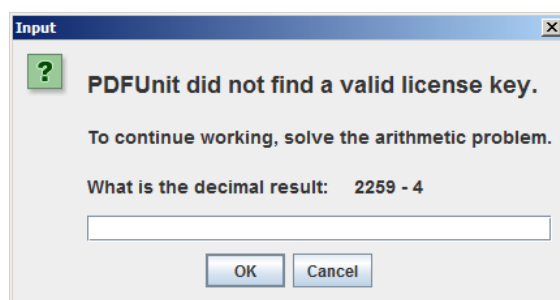 Input
PDFUnit did not find a valid license key.
To continue working, solve the arithmetic problem.
What is the decimal result: 2259 - 4
OK Cancel